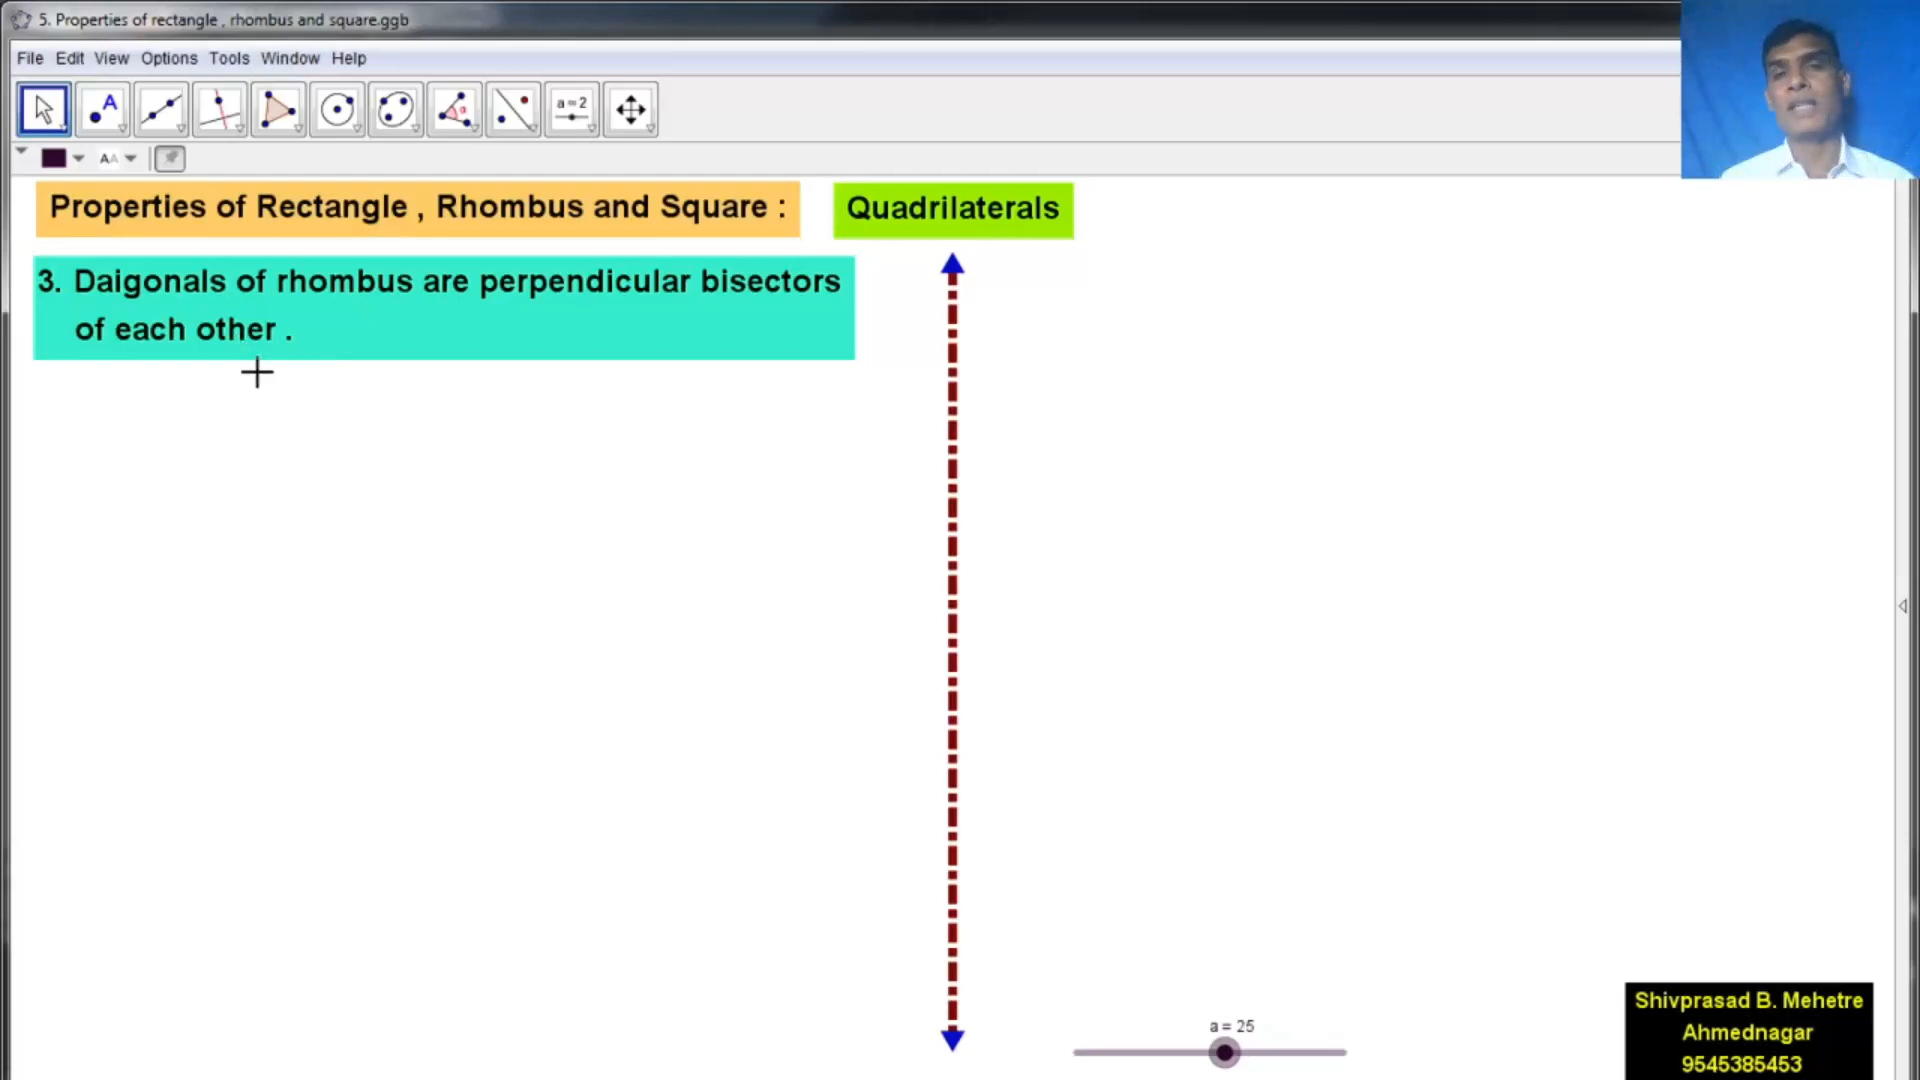 5. Properties of rectangle , rhombus and square.ggb
File Edit View Options Tools Window Help
A
a = 2
AA
Properties of Rectangle , Rhombus and Square :
Quadrilaterals
3. Daigonals of rhombus are perpendicular bisectors
of each other .
a = 25
Shivprasad B. Mehetre
Ahmednagar
9545385453